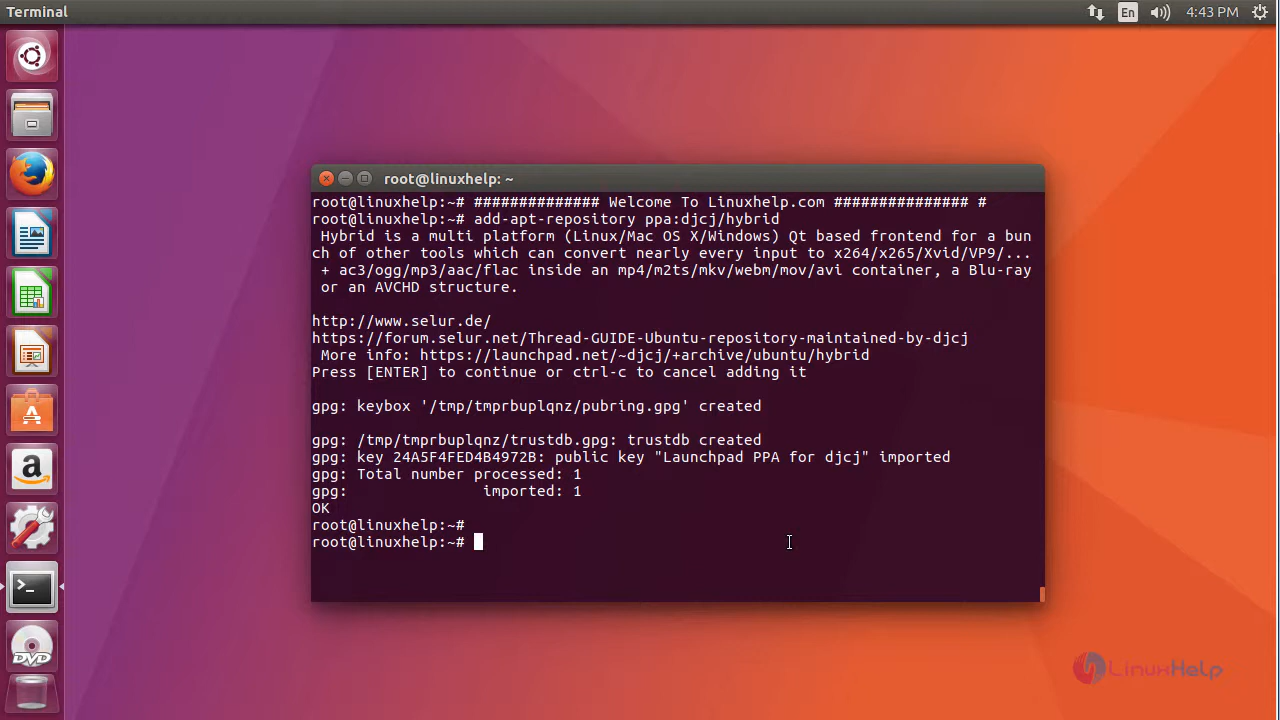 Terminal
En
4:43 PM
root@linuxhelp: ~
root@linuxhelp:~# ############## Welcome To Linuxhelp.com ############### #
root@linuxhelp:~# add-apt-repository ppa:djcj/hybrid
 Hybrid is a multi platform (Linux/Mac OS X/Windows) Qt based frontend for a bun
ch of other tools which can convert nearly every input to x264/x265/Xvid/VP9/...
 + ac3/ogg/mp3/aac/flac inside an mp4/m2ts/mkv/webm/mov/avi container, a Blu-ray
 or an AVCHD structure.
http://www.selur.de/
https://forum.selur.net/Thread-GUIDE-Ubuntu-repository-maintained-by-djcj
 More info: https://launchpad.net/~djcj/+archive/ubuntu/hybrid
Press [ENTER] to continue or ctrl-c to cancel adding it
gpg: keybox '/tmp/tmprbuplqnz/pubring.gpg' created
gpg: /tmp/tmprbuplqnz/trustdb.gpg: trustdb created
gpg: key 24A5F4FED4B4972B: public key "Launchpad PPA for djcj" imported
gpg: Total number processed: 1
gpg:               imported: 1
OK
root@linuxhelp:~#
root@linuxhelp:~#
DVD
LinuxHelp